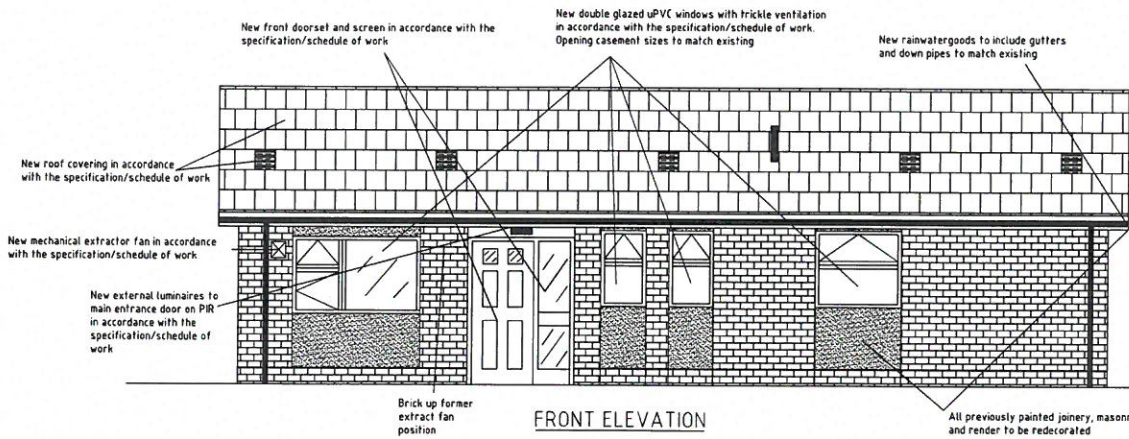 New front doorset and screen in accordance with the
specification/schedule of work
New double glazed uPVC windows with trickle ventilation
in accordance with the specification/schedule of work.
Opening casement sizes to match existing
New rainwatergoods to include gutters
and down pipes to match existing
New roof covering in accordance
with the specification/schedule of work
New mechanical extractor fan in accordance
with the specification/schedule of work
New external luminaires to
main entrance door on PIR
in accordance with the
specification/schedule of
work
Brick up former
extract fan
position
FRONT ELEVATION
All previously painted joinery, masonr
and render to be redecorated